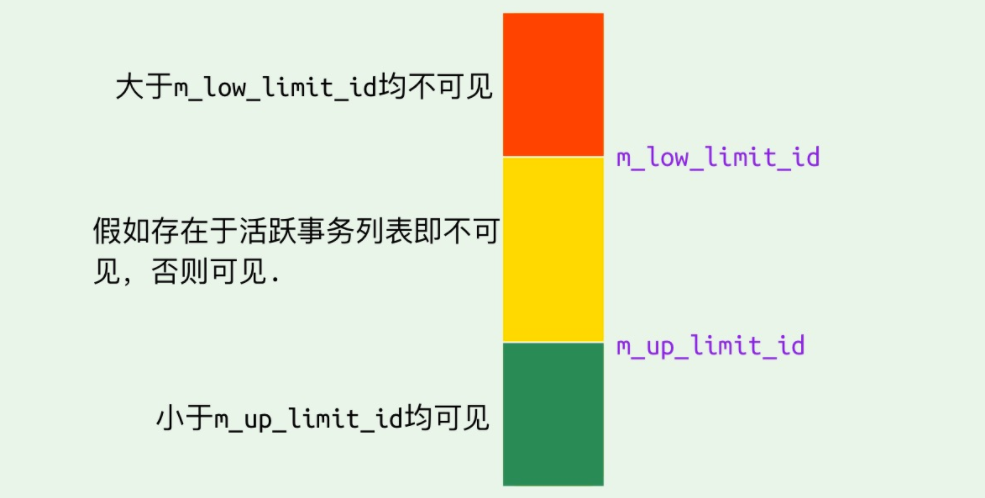 大于m_low_limit_id均不可见
m_low_limit_id
假如存在于活跃事务列表即不可
见，否则可见.
m_up_limit_id
小于m_up_limit_id均可见